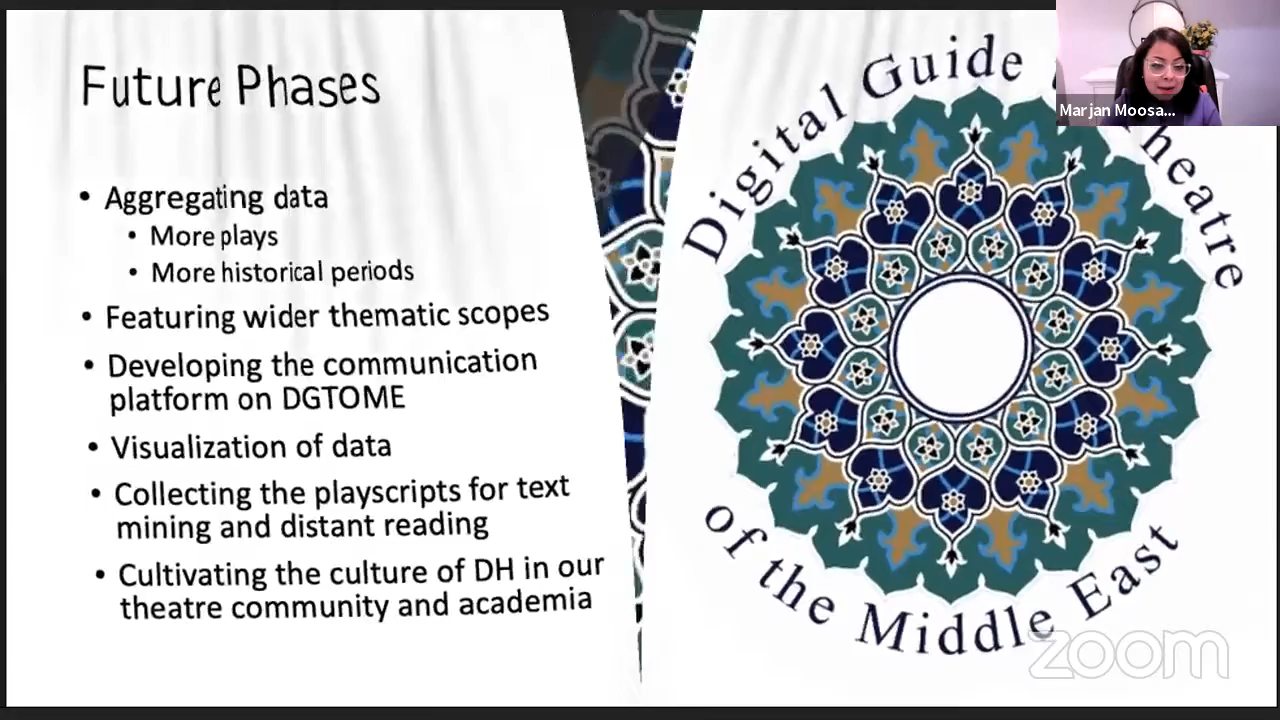 Future Phases
• Aggregating data
• More plays
• More historical periods
• Featuring wider thematic scopes
• Developing the communication
platform on DGTOME
• Visualization of data
• Collecting the playscripts for text
mining and distant reading
• Cultivating the culture of DH in our
theatre community and academia
Digital Guide
heatre
of the Middle East
Marjan Moosa...
zoom